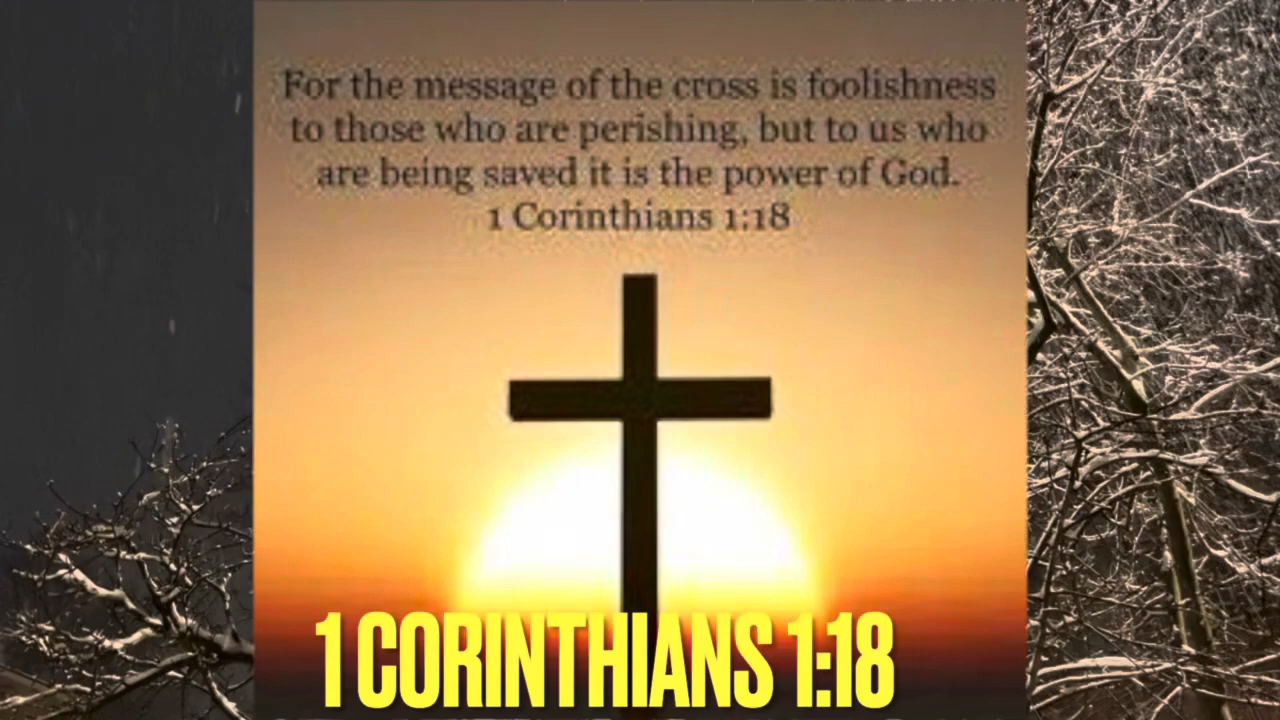 For the message of the cross is foolishness
to those who are perishing, but to us who
are being saved it is the power of God.
1 Corinthians 1:18
1 CORINTHIANS 1:18